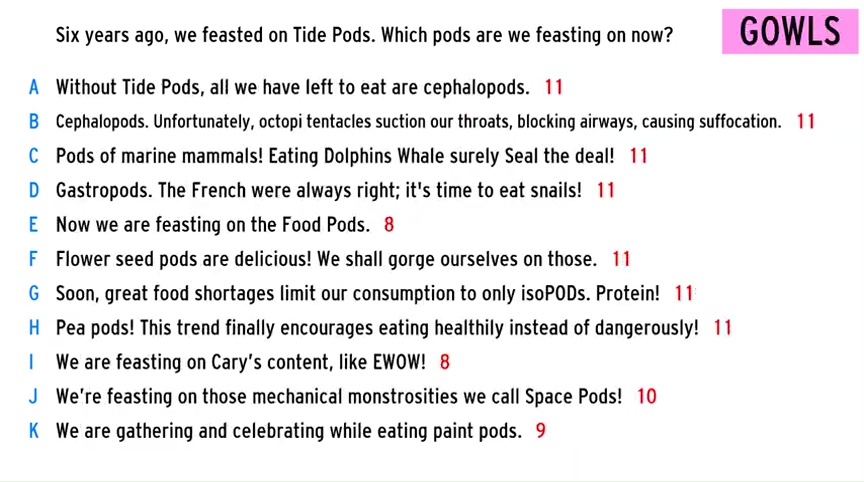 Six years ago, we feasted on Tide Pods. Which pods are we feasting on now?
GOWLS
A Without Tide Pods, all we have left to eat are cephalopods. 11
B Cephalopods. Unfortunately, octopi tentacles suction our throats, blocking airways, causing suffocation. 11
C Pods of marine mammals! Eating Dolphins Whale surely Seal the deal! 11
D Gastropods. The French were always right; it's time to eat snails! 11
E Now we are feasting on the Food Pods. 8
F Flower seed pods are delicious! We shall gorge ourselves on those. 11
G Soon, great food shortages limit our consumption to only isoPODs. Protein! 11
H Pea pods! This trend finally encourages eating healthily instead of dangerously! 11
I We are feasting on Cary's content, like EWOW! 8
J We're feasting on those mechanical monstrosities we call Space Pods! 10
K We are gathering and celebrating while eating paint pods. 9